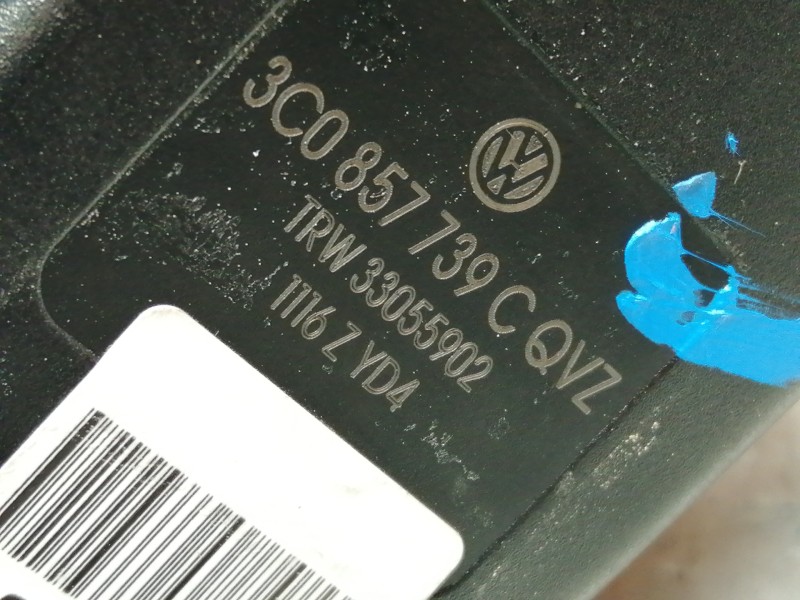 3C0 857 739 C QVZ
TRW 33055902
1116 Z YD4